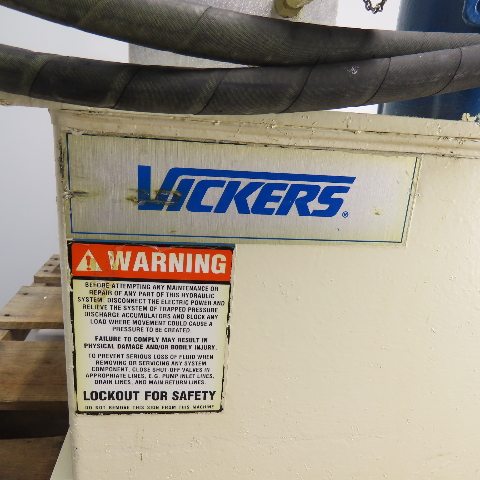 VICKERS®
WARNING
BEFORE ATTEMPTING ANY MAINTENANCE OR
REPAIR OF ANY PART OF THIS HYDRAULIC
SYSTEM, DISCONNECT THE ELECTRIC POWER AND
RELIEVE THE SYSTEM OF TRAPPED PRESSURE
DISCHARGE ACCUMULATORS AND BLOCK ANY
LOAD WHERE MOVEMENT COULD CAUSE A
PRESSURE TO BE CREATED.
FAILURE TO COMPLY MAY RESULT IN
PHYSICAL DAMAGE AND/OR BODILY INJURY.
TO PREVENT SERIOUS LOSS OF FLUID WHEN
REMOVING OR SERVICING ANY SYSTEM
COMPONENT, CLOSE SHUT-OFF VALVES IN
APPROPRIATE LINES, E.G. PUMP INLET LINES,
DRAIN LINES, AND MAIN RETURN LINES.
LOCKOUT FOR SAFETY
DO NOT REMOVE THIS SIGN FROM THIS MACHINE